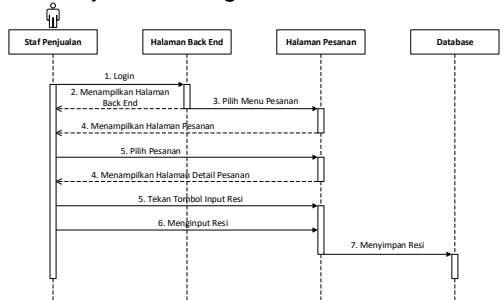 Staf Penjualan
Halaman Back End
Halaman Pesanan
Database
1. Login
2. Menampilkan Halaman
Back End
3. Pilih Menu Pesanan
4. Menampilkan Halaman Pesanan
5. Pilih Pesanan
4. Menampilkan Halaman Detail Pesanan
5. Tekan Tombol Input Resi
6. Menginput Resi
7. Menyimpan Resi